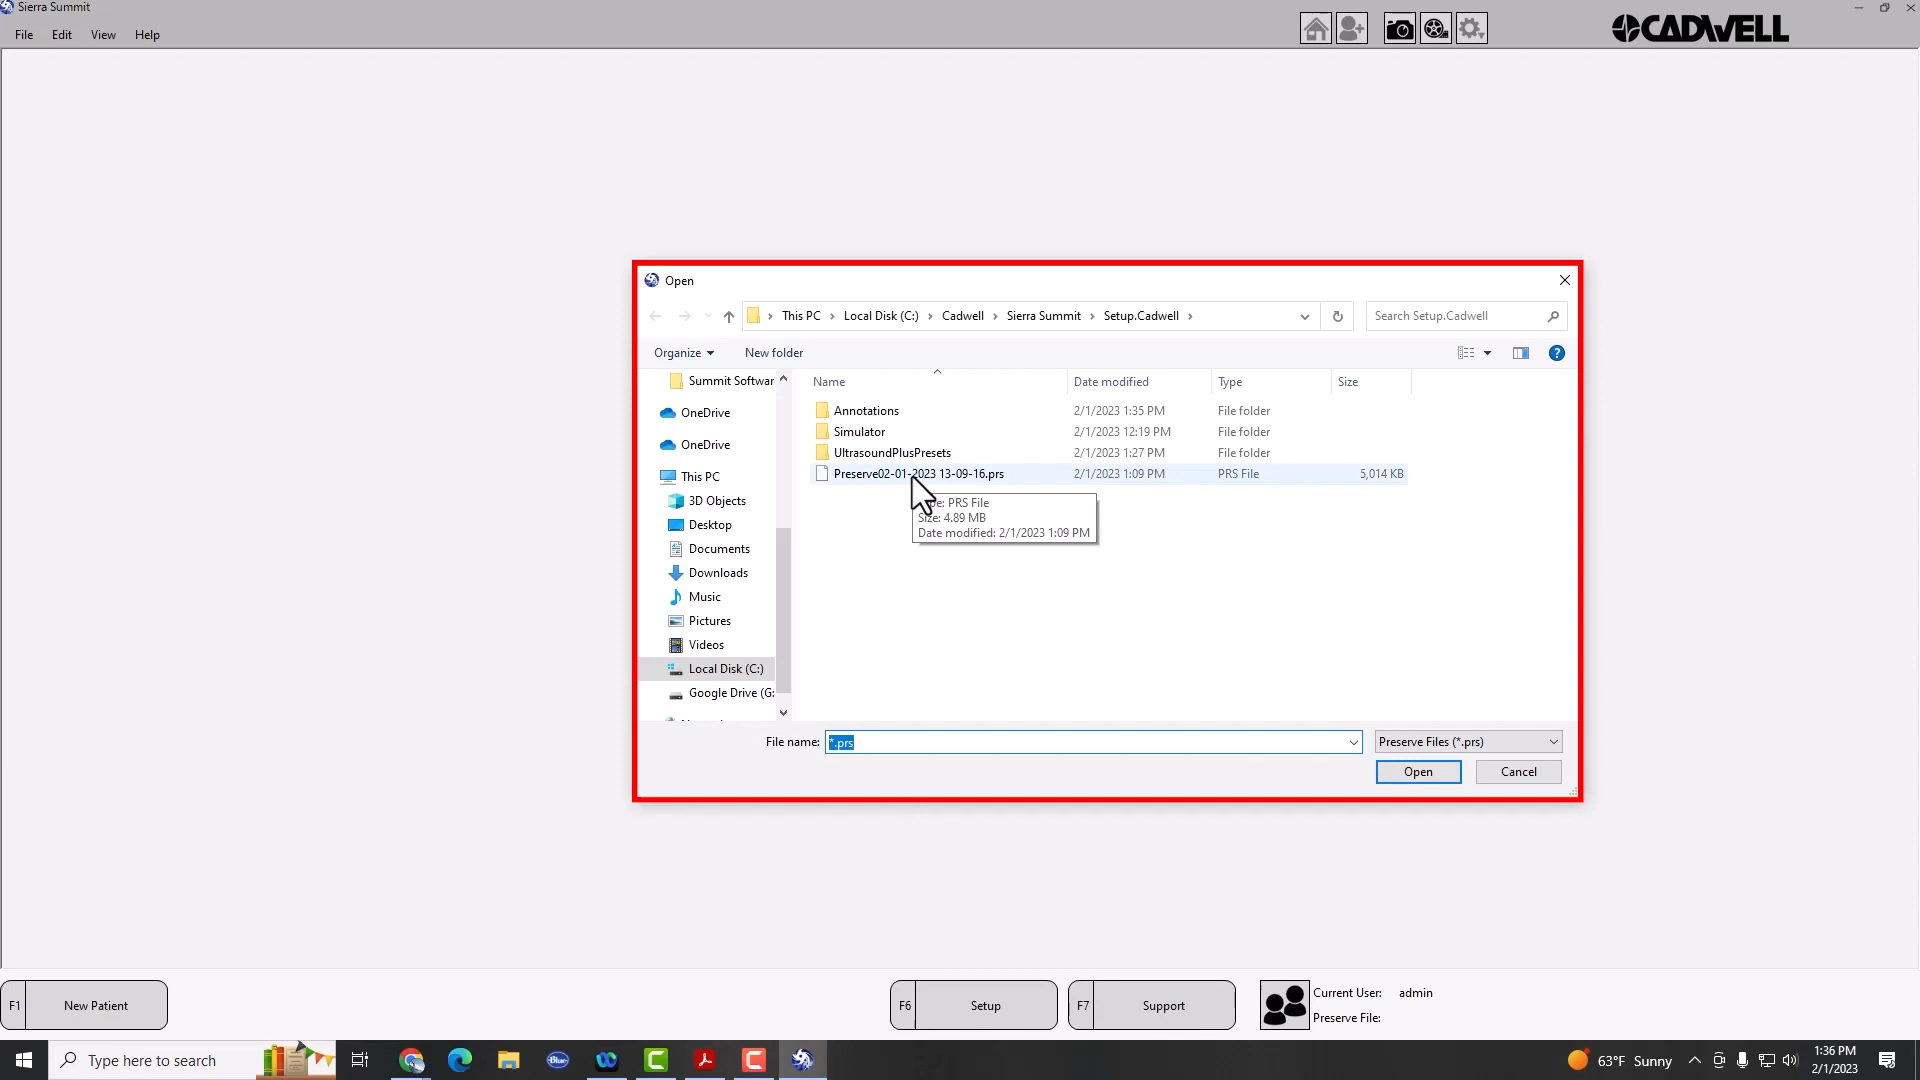 Sierra Summit
File Edit View Help
CADWELL
Open
This PC Local Disk (C:) Cadwell Sierra Summit Setup.Cadwell
Search Setup.Cadwell
Organize New folder
Name Date modified Type Size
Summit Softwar
OneDrive
OneDrive
This PC
3D Objects
Desktop
Documents
Downloads
Music
Pictures
Videos
Local Disk (C:)
Google Drive (G:
Annotations 2/1/2023 1:35 PM File folder
Simulator 2/1/2023 12:19 PM File folder
UltrasoundPlusPresets 2/1/2023 1:27 PM File folder
Preserve02-01-2023 13-09-16.prs 2/1/2023 1:09 PM PRS File 5,014 KB
pe: PRS File
Size: 4.89 MB
Date modified: 2/1/2023 1:09 PM
File name: *.prs Preserve Files (*.prs)
Open Cancel
F1 New Patient
F6 Setup
F7 Support
Current User: admin
Preserve File:
Type here to search
Blue
63°F Sunny
1:36 PM
2/1/2023